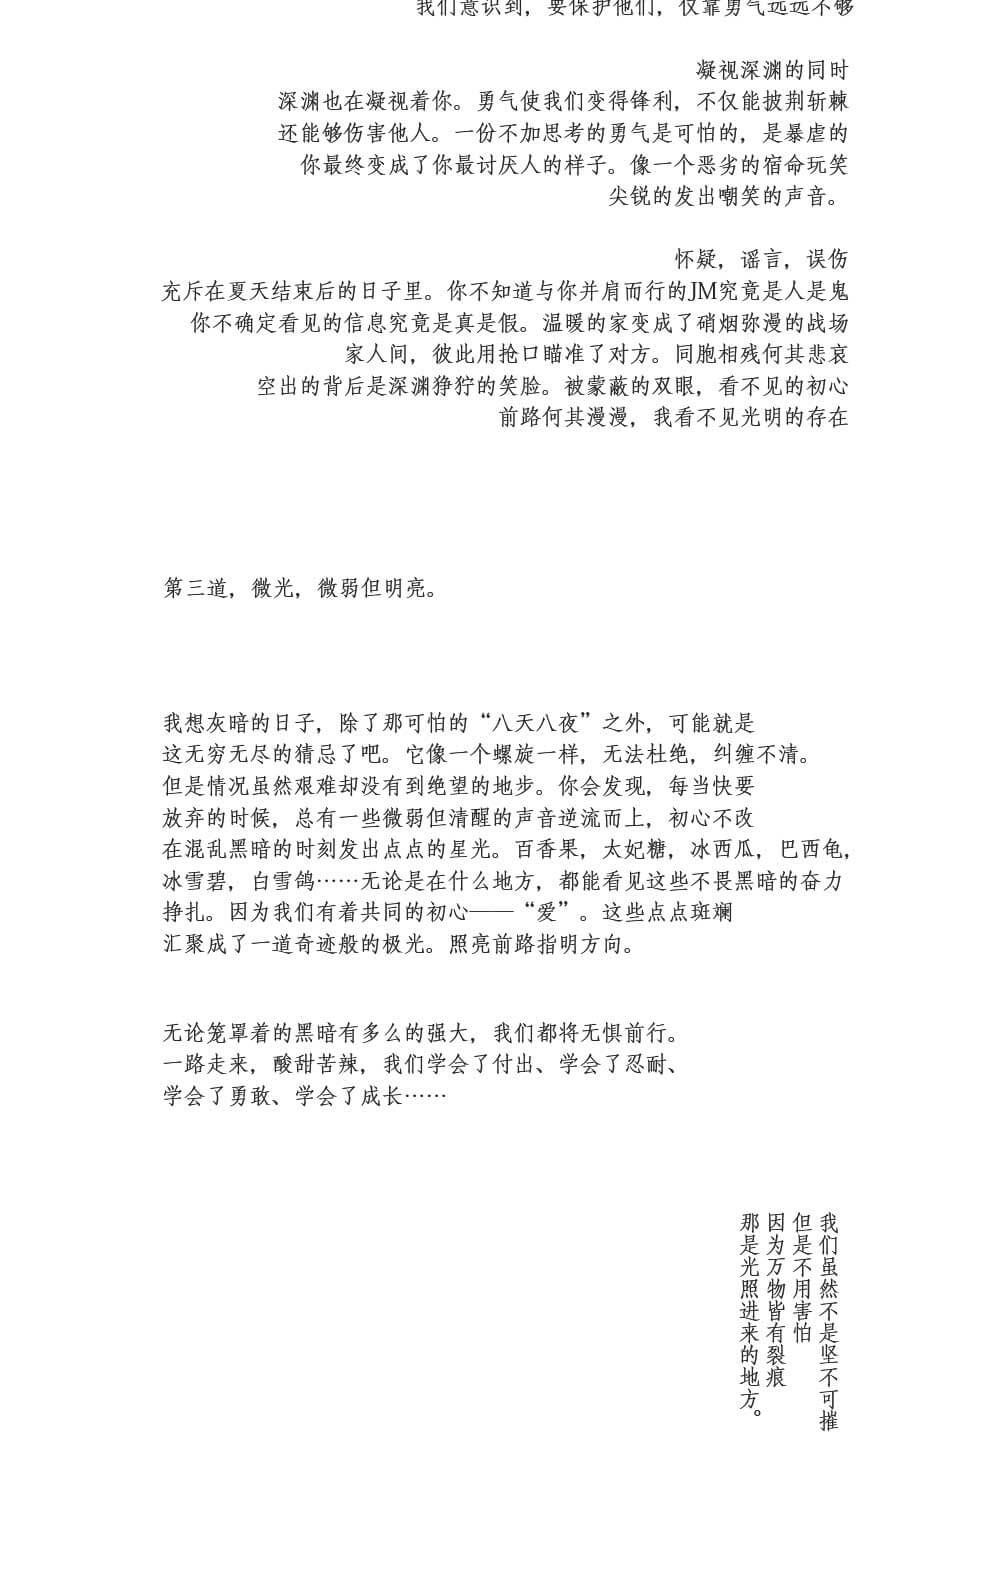 我们意识到，要保护他们，仅靠勇气远远不够
凝视深渊的同时
深渊也在凝视着你。勇气使我们变得锋利，不仅能披荆斩棘
还能够伤害他人。一份不加思考的勇气是可怕的，是暴虐的
你最终变成了你最讨厌人的样子。像一个恶劣的宿命玩笑
尖锐的发出嘲笑的声音。
怀疑，谣言，误伤
充斥在夏天结束后的日子里。你不知道与你并肩而行的JM究竟是人是鬼
你不确定看见的信息究竟是真是假。温暖的家变成了硝烟弥漫的战场
家人间，彼此用抢口瞄准了对方。同胞相残何其悲哀
空出的背后是深渊狰狞的笑脸。被蒙蔽的双眼，看不见的初心
前路何其漫漫，我看不见光明的存在
第三道，微光，微弱但明亮。
我想灰暗的日子，除了那可怕的“八天八夜”之外，可能就是
这无穷无尽的猜忌了吧。它像一个螺旋一样，无法杜绝，纠缠不清。
但是情况虽然艰难却没有到绝望的地步。你会发现，每当快要
放弃的时候，总有一些微弱但清醒的声音逆流而上，初心不改
在混乱黑暗的时刻发出点点的星光。百香果，太妃糖，冰西瓜，巴西龟，
冰雪碧，白雪鸽……无论是在什么地方，都能看见这些不畏黑暗的奋力
挣扎。因为我们有着共同的初心——“爱”。这些点点斑斓
汇聚成了一道奇迹般的极光。照亮前路指明方向。
无论笼罩着的黑暗有多么的强大，我们都将无惧前行。
一路走来，酸甜苦辣，我们学会了付出、学会了忍耐、
学会了勇敢、学会了成长……
我们虽然不是坚不可摧
但是不用害怕
因为万物皆有裂痕
那是光照进来的地方。